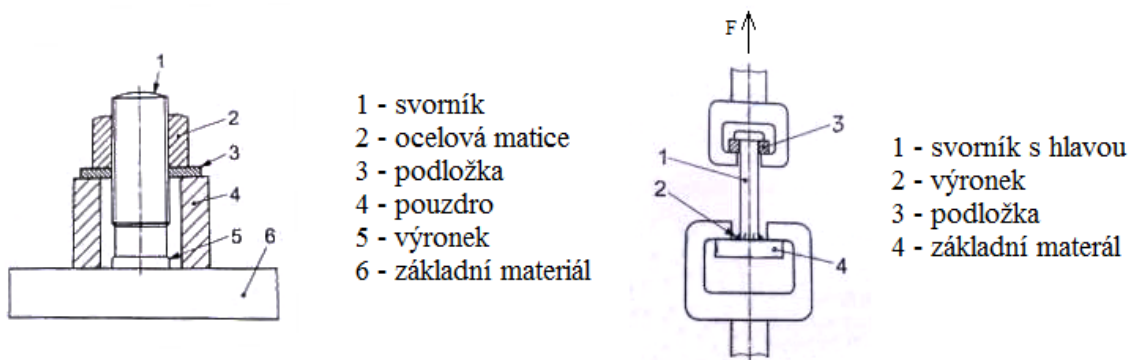 1
2
3
4
5
6
1 - svorník
2 - ocelová matice
3 - podložka
4 - pouzdro
5 - výronek
6 - základní materiál
F
3
1
2
4
1 - svorník s hlavou
2 - výronek
3 - podložka
4 - základní materál